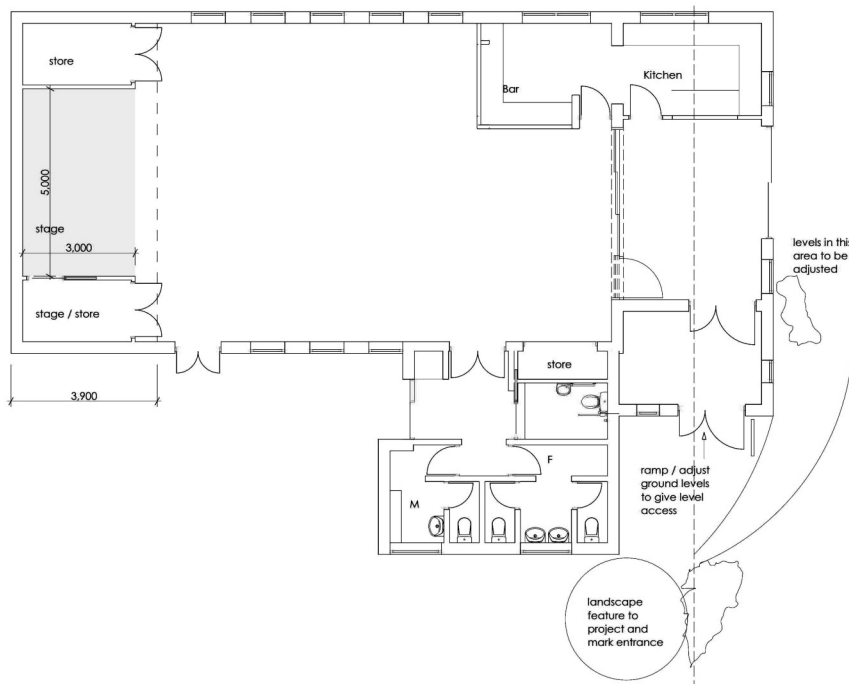 store
Bar
Kitchen
5,000
stage
3,000
levels in this
area to be
adjusted
stage / store
store
3,900
F
M
ramp / adjust
ground levels
to give level
access
landscape
feature to
project and
mark entrance